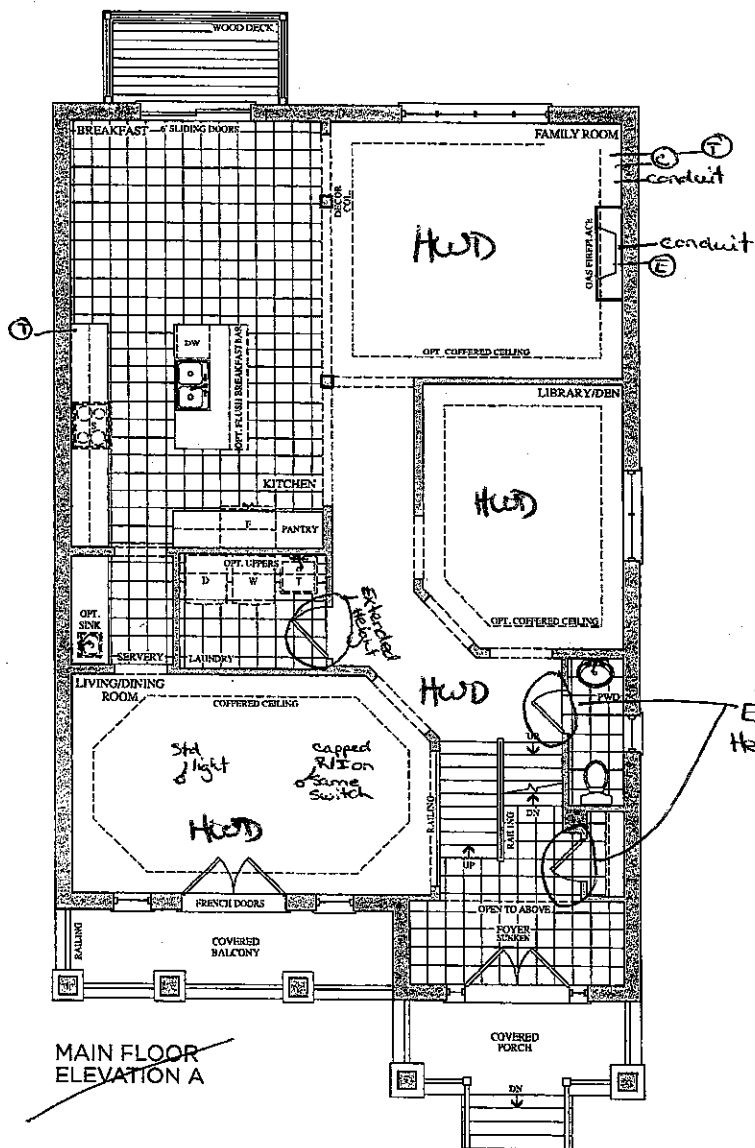 WOOD DECK
BREAKFAST
6' SLIDING DOORS
FAMILY ROOM
C
T
conduit
DECOR
COL.
HWD
GAS FIREPLACE
conduit
E
T
DW
OPT. FLUSH BREAKFAST BAR
OPT. COFFERED CEILING
LIBRARY/DEN
KITCHEN
HWD
F
PANTRY
OPT. UPPERS
D
W
T
OPT.
SINK
Extended
Height
OPT. COFFERED CEILING
SERVERY
LAUNDRY
LIVING/DINING
ROOM
COFFERED CEILING
HWD
PWD
E
He
UP
Std
light
capped
R/I on
Same
Switch
HWD
RAILING
RAILING
DN
UP
FRENCH DOORS
OPEN TO ABOVE
FOYER
SUNKEN
RAILING
COVERED
BALCONY
MAIN FLOOR
ELEVATION A
COVERED
PORCH
DN